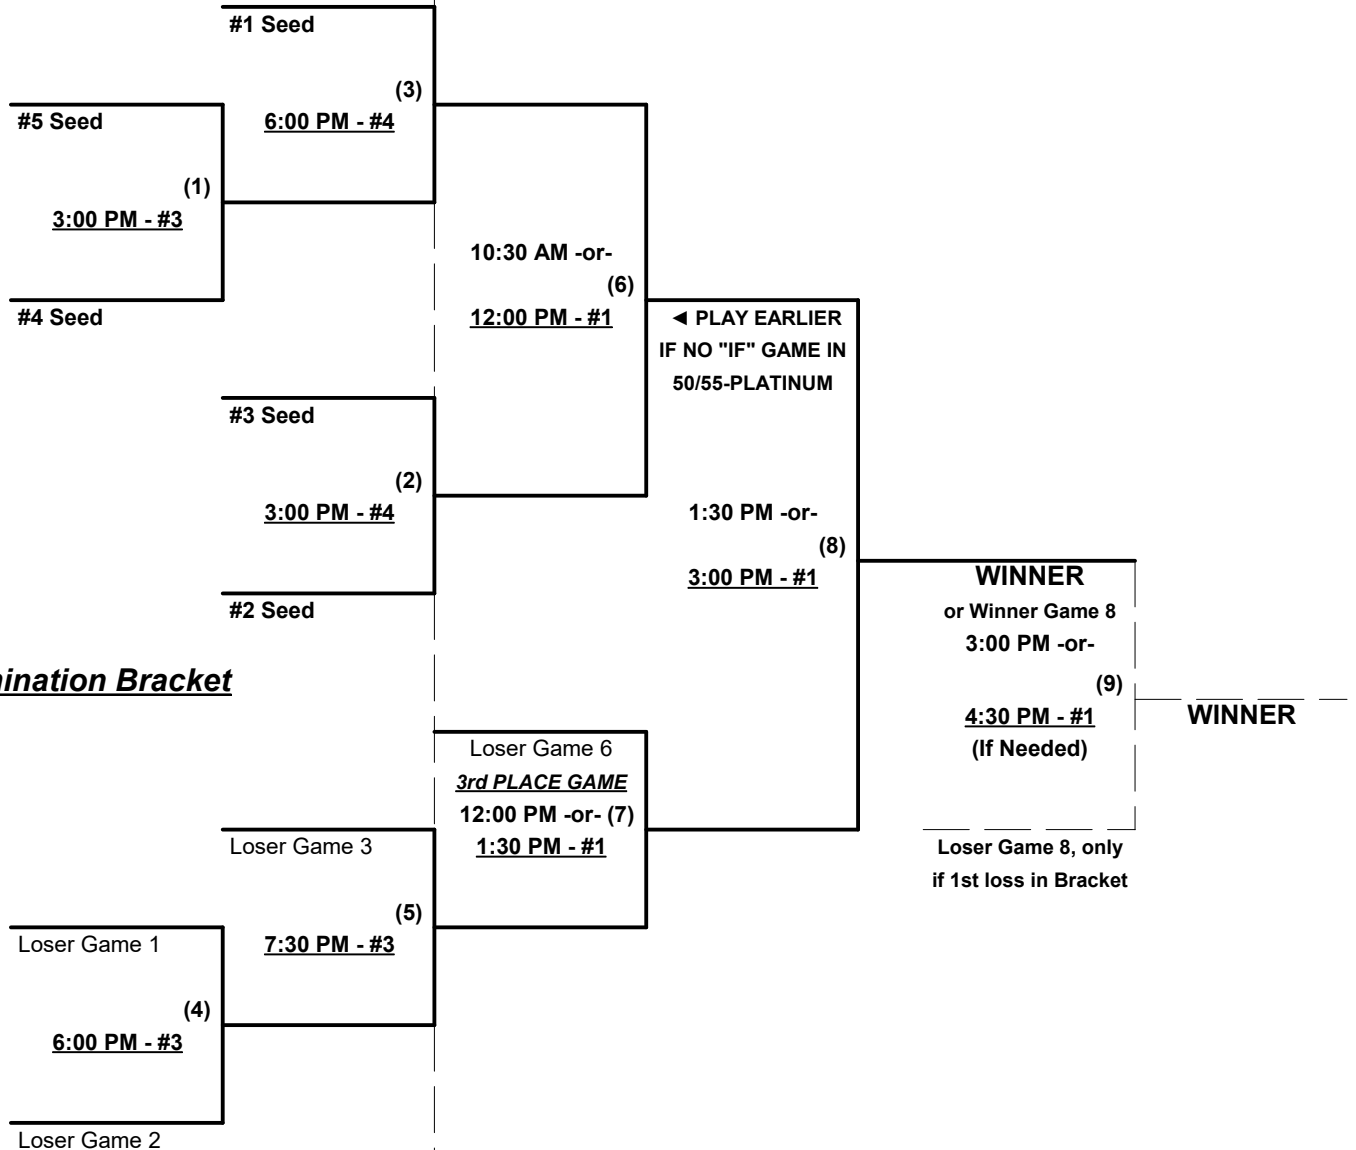 #1 Seed
(3)
6:00 PM - #4
#5 Seed
(1)
3:00 PM - #3
#4 Seed
10:30 AM -or-
(6)
12:00 PM - #1
◄ PLAY EARLIER
IF NO "IF" GAME IN
50/55-PLATINUM
#3 Seed
(2)
3:00 PM - #4
#2 Seed
1:30 PM -or-
(8)
3:00 PM - #1
WINNER
or Winner Game 8
3:00 PM -or-
(9)
4:30 PM - #1
(If Needed)
WINNER
Loser Game 8, only
if 1st loss in Bracket
mination Bracket
Loser Game 6
3rd PLACE GAME
12:00 PM -or- (7)
1:30 PM - #1
Loser Game 3
(5)
7:30 PM - #3
Loser Game 1
(4)
6:00 PM - #3
Loser Game 2